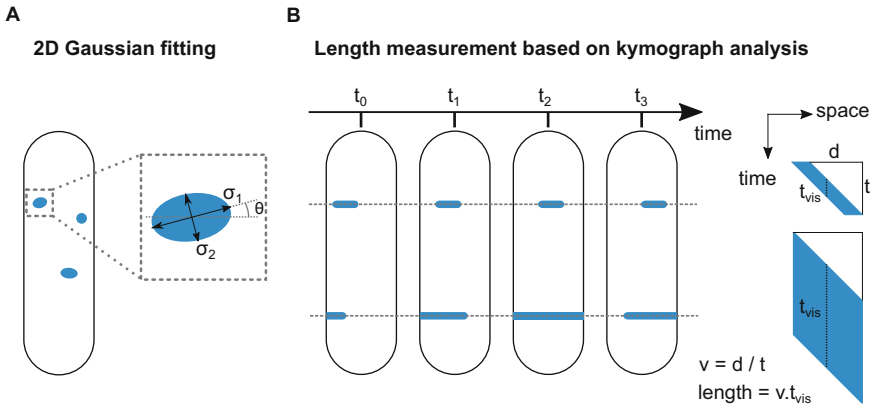 A
2D Gaussian fitting
σ1
θ
σ2
B
Length measurement based on kymograph analysis
t0
t1
t2
t3
time
space
time
d
t
tvis
tvis
v = d / t
length = v.tvis